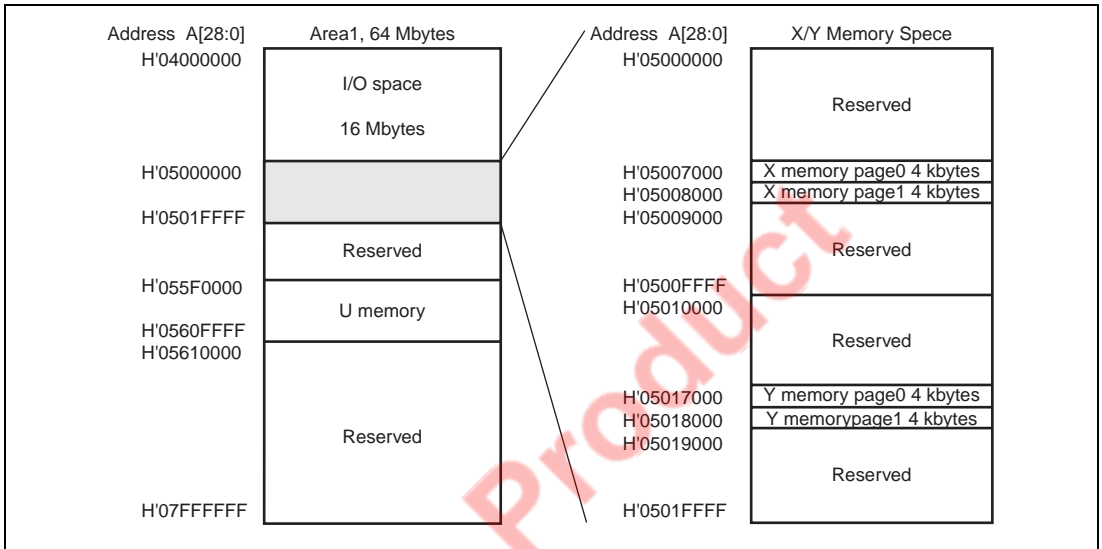 Address A[28:0]
Area1, 64 Mbytes
H'04000000
I/O space
16 Mbytes
H'05000000
H'0501FFFF
Reserved
H'055F0000
U memory
H'0560FFFF
H'05610000
Reserved
H'07FFFFFF
Address A[28:0]
X/Y Memory Spece
H'05000000
Reserved
H'05007000
X memory page0 4 kbytes
H'05008000
X memory page1 4 kbytes
H'05009000
Reserved
H'0500FFFF
H'05010000
Reserved
H'05017000
Y memory page0 4 kbytes
H'05018000
Y memorypage1 4 kbytes
H'05019000
Reserved
H'0501FFFF
Product